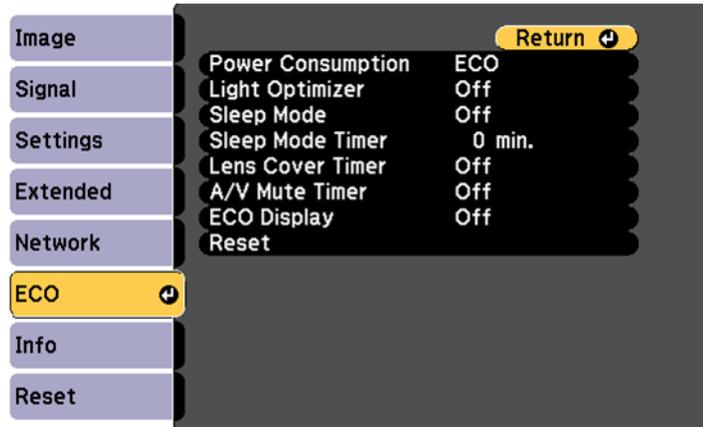 Image
Signal
Settings
Extended
Network
ECO
Info
Reset
Return
Power Consumption ECO
Light Optimizer Off
Sleep Mode Off
Sleep Mode Timer 0 min.
Lens Cover Timer Off
A/V Mute Timer Off
ECO Display Off
Reset